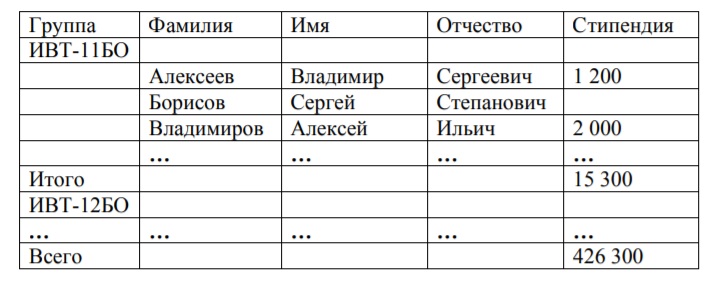 Группа Фамилия Имя Отчество Стипендия
ИВТ-11БО
Алексеев Владимир Сергеевич 1 200
Борисов Сергей Степанович
Владимиров Алексей Ильич 2 000
... ... ... ...
Итого 15 300
ИВТ-12БО
... ... ... ... ...
Всего 426 300